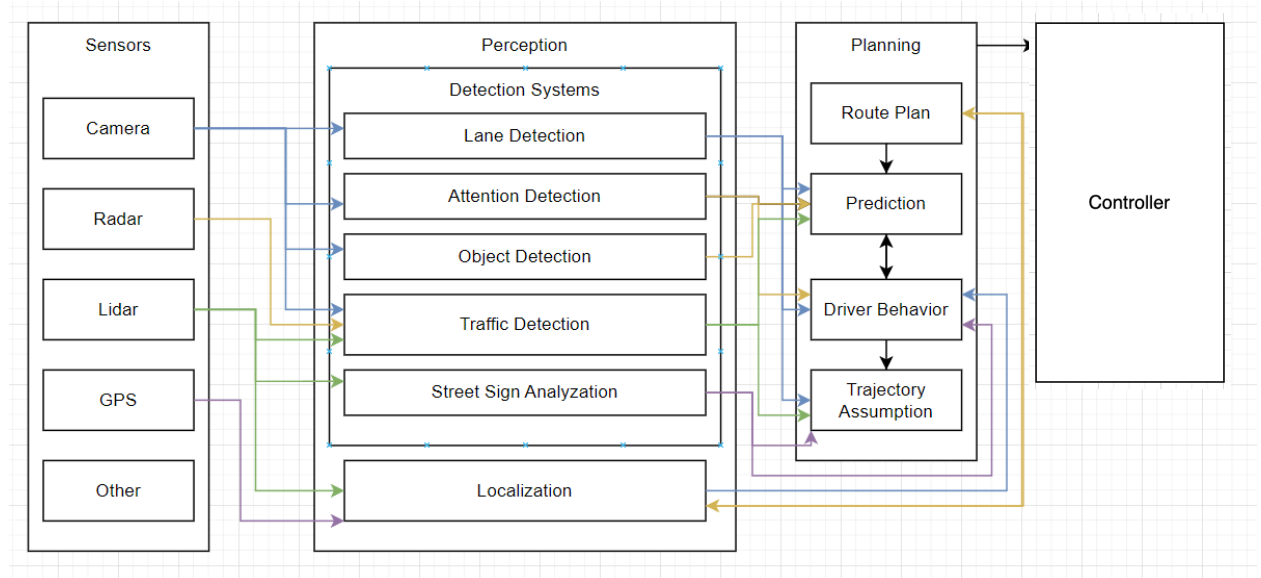 Sensors
Camera
Radar
Lidar
GPS
Other
Perception
Detection Systems
Lane Detection
Attention Detection
Object Detection
Traffic Detection
Street Sign Analyzation
Localization
Planning
Route Plan
Prediction
Driver Behavior
Trajectory
Assumption
Controller